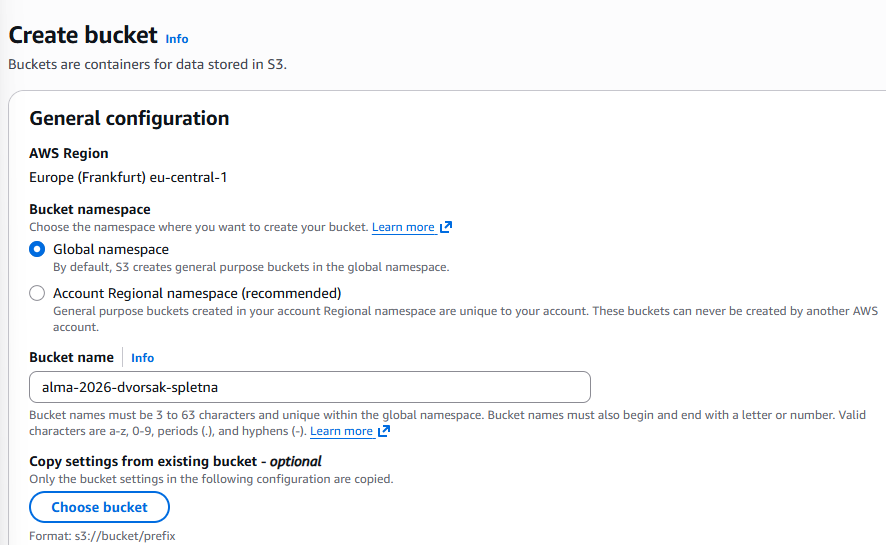 Create bucket Info
Buckets are containers for data stored in S3.
General configuration
AWS Region
Europe (Frankfurt) eu-central-1
Bucket namespace
Choose the namespace where you want to create your bucket. Learn more
Global namespace
By default, S3 creates general purpose buckets in the global namespace.
Account Regional namespace (recommended)
General purpose buckets created in your account Regional namespace are unique to your account. These buckets can never be created by another AWS
account.
Bucket name Info
alma-2026-dvorsak-spletna
Bucket names must be 3 to 63 characters and unique within the global namespace. Bucket names must also begin and end with a letter or number. Valid
characters are a-z, 0-9, periods (.), and hyphens (-). Learn more
Copy settings from existing bucket - optional
Only the bucket settings in the following configuration are copied.
Choose bucket
Format: s3://bucket/prefix